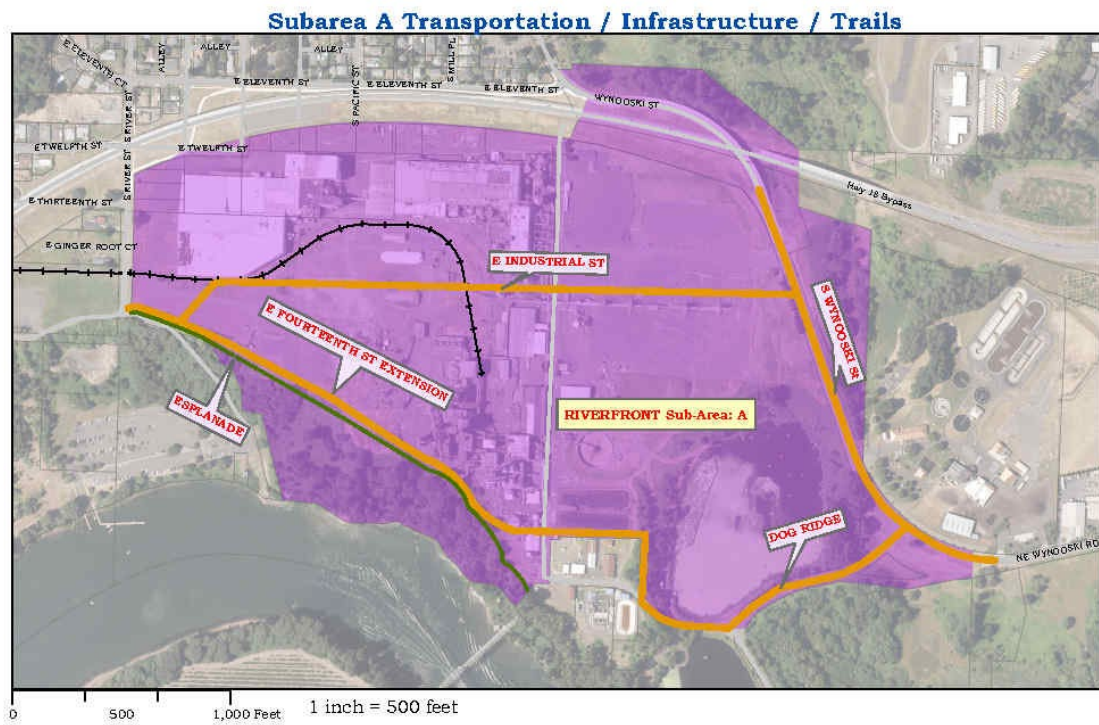 Subarea A Transportation / Infrastructure / Trails
E ELEVENTH CT
ALLEY
ALLEY
ALLEY
S MILL PL
E ELEVENTH ST
E ELEVENTH ST
E ELEVENTH ST
S PACIFIC ST
WYNOOSKI ST
S RIVER ST
E TWELFTH ST
E TWELFTH ST
Hwy 18 Bypass
S RIVER ST
E THIRTEENTH ST
E GINGER ROOT CT
E INDUSTRIAL ST
S WYNOOSKI St
E FOURTEENTH ST EXTENSION
ESPLANADE
RIVERFRONT Sub-Area: A
DOG RIDGE
NE WYNOOSKI RD
0 500 1,000 Feet
1 inch = 500 feet